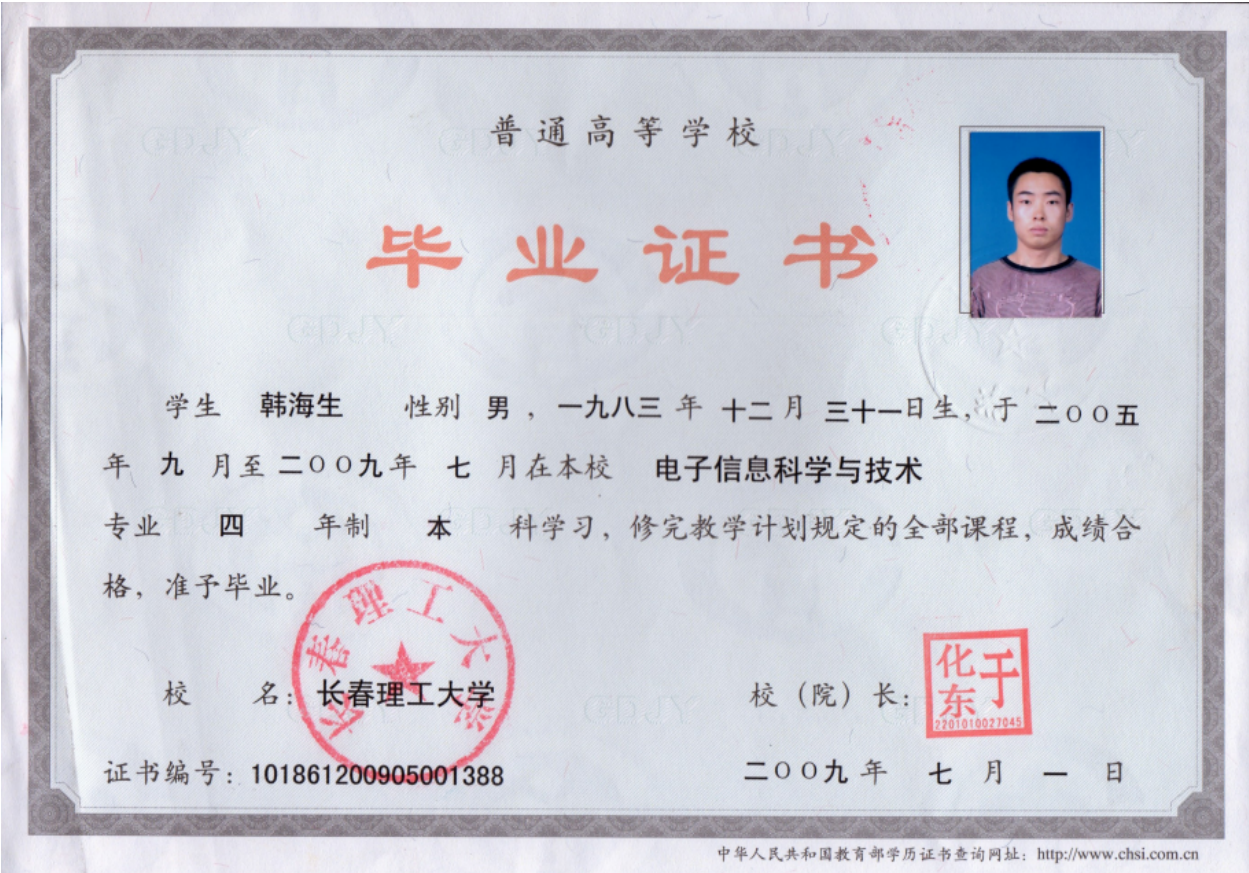 普通高等学校
毕业证书
学生 韩海生 性别 男 ，一九八三 年 十二 月 三十一日生，于 二〇〇五
年 九 月至 二〇〇九年 七 月在本校 电子信息科学与技术
专业 四 年制 本 科学习，修完教学计划规定的全部课程，成绩合
格，准予毕业。
长春理工大学
校 名：长春理工大学 校（院）长：
于化东
2201010027045
证书编号：101861200905001388 二〇〇九 年 七 月 一 日
中华人民共和国教育部学历证书查询网址：http://www.chsi.com.cn